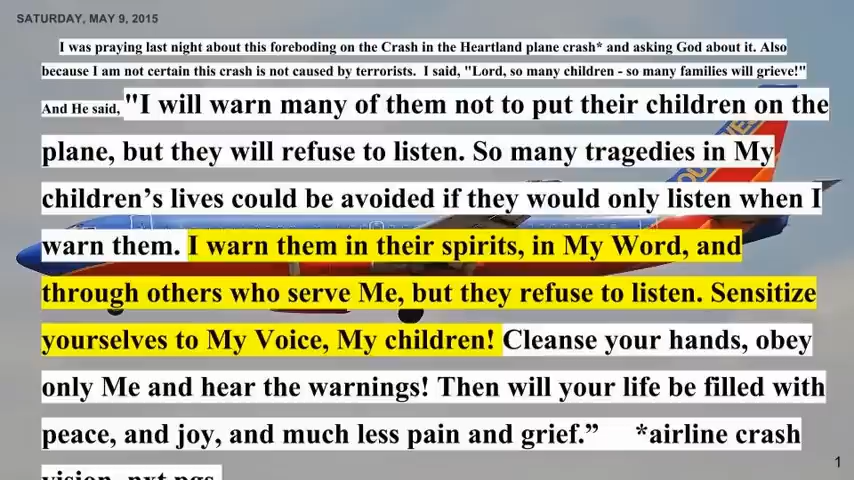 SATURDAY, MAY 9, 2015
I was praying last night about this foreboding on the Crash in the Heartland plane crash* and asking God about it. Also
because I am not certain this crash is not caused by terrorists. I said, "Lord, so many children - so many families will grieve!"
And He said, "I will warn many of them not to put their children on the
plane, but they will refuse to listen. So many tragedies in My
children’s lives could be avoided if they would only listen when I
warn them. I warn them in their spirits, in My Word, and
through others who serve Me, but they refuse to listen. Sensitize
yourselves to My Voice, My children! Cleanse your hands, obey
only Me and hear the warnings! Then will your life be filled with
peace, and joy, and much less pain and grief.” *airline crash
vision, nxt pgs.
1